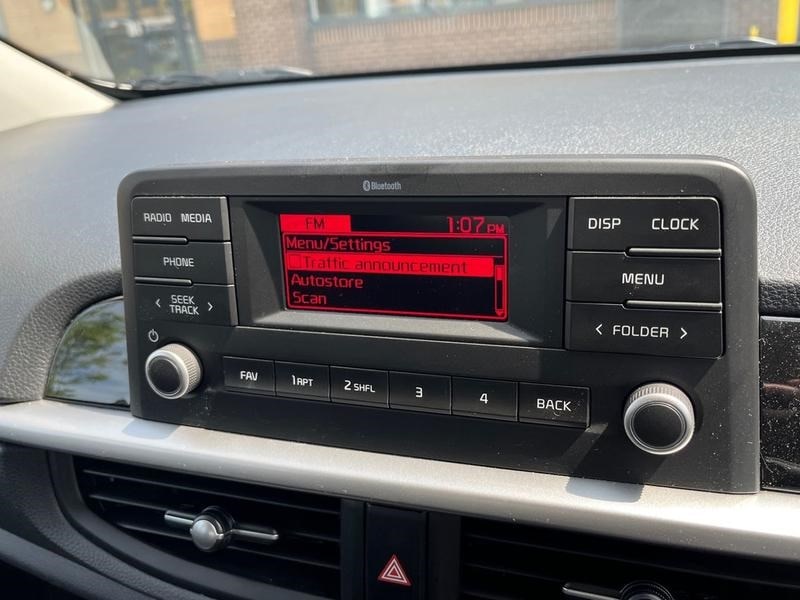 Bluetooth
RADIO MEDIA
PHONE
< SEEK TRACK >
FM 1:07 PM
Menu/Settings
Traffic announcement
Autostore
Scan
DISP CLOCK
MENU
< FOLDER >
FAV 1 RPT 2 SHFL 3 4 BACK